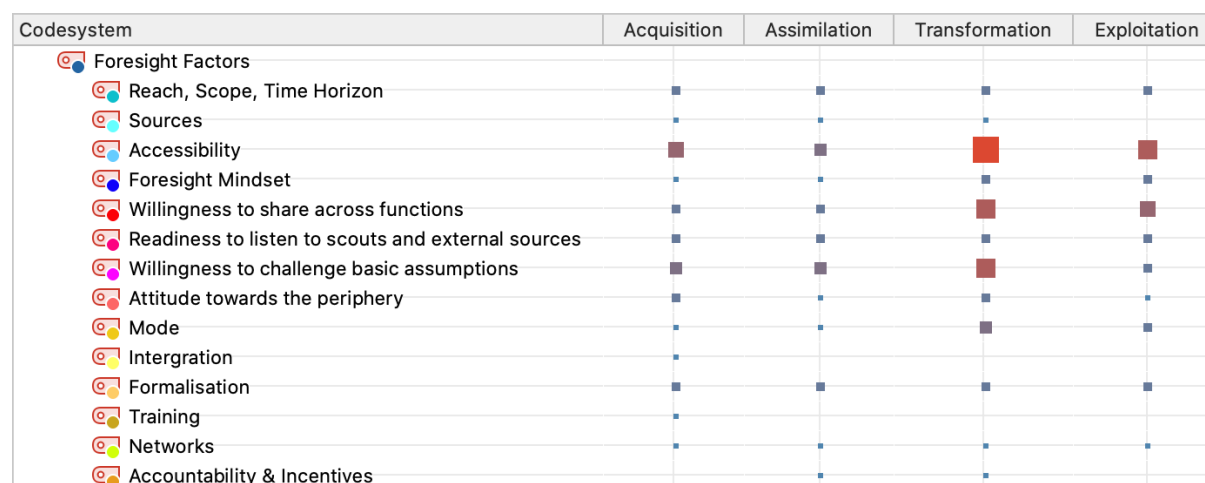 Codesystem Acquisition Assimilation Transformation Exploitation
Foresight Factors
Reach, Scope, Time Horizon
Sources
Accessibility
Foresight Mindset
Willingness to share across functions
Readiness to listen to scouts and external sources
Willingness to challenge basic assumptions
Attitude towards the periphery
Mode
Intergration
Formalisation
Training
Networks
Accountability & Incentives